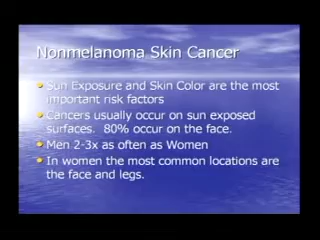 Nonmelanoma Skin Cancer
Sun Exposure and Skin Color are the most
important risk factors
Cancers usually occur on sun exposed
surfaces. 80% occur on the face.
Men 2-3x as often as Women
In women the most common locations are
the face and legs.